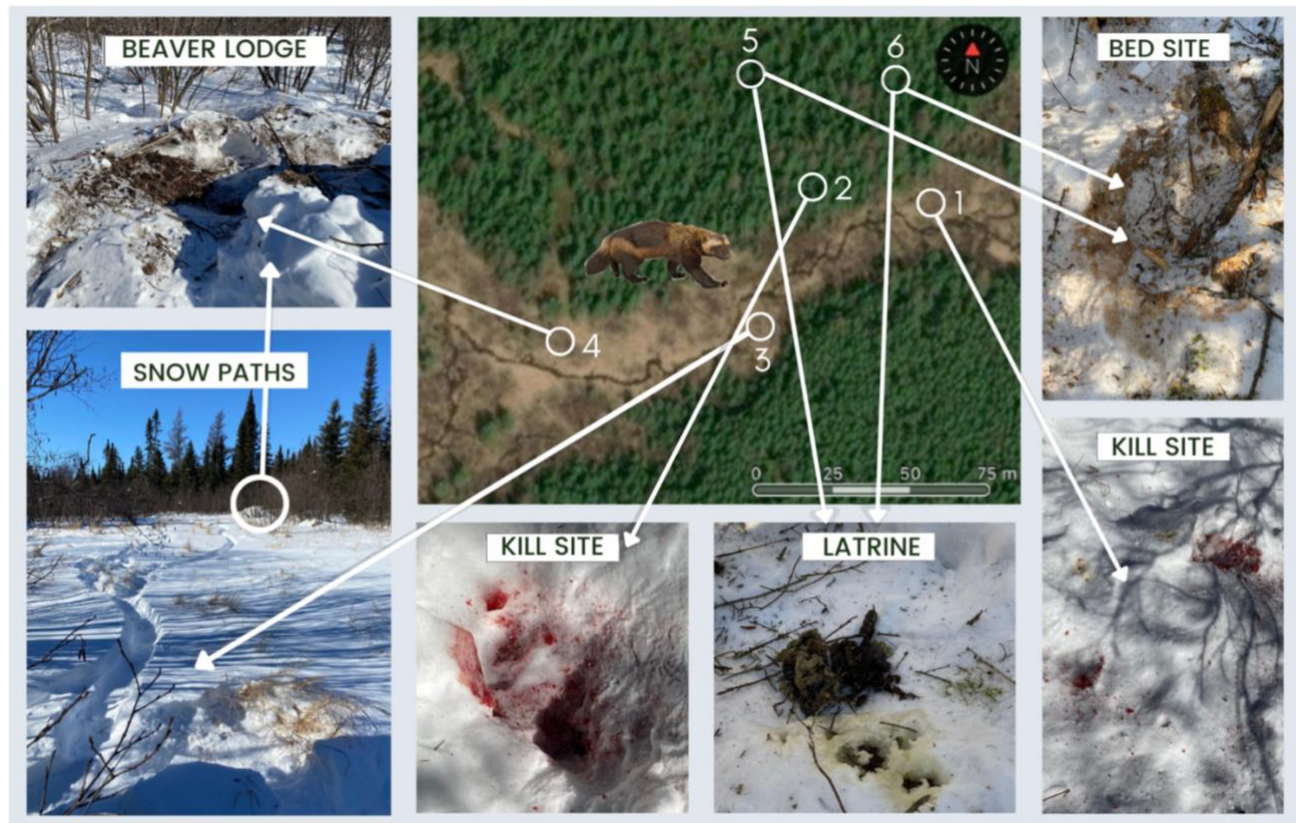 BEAVER LODGE
5
6
N
BED SITE
2
1
4
3
SNOW PATHS
0 25 50 75 m
KILL SITE
KILL SITE
LATRINE